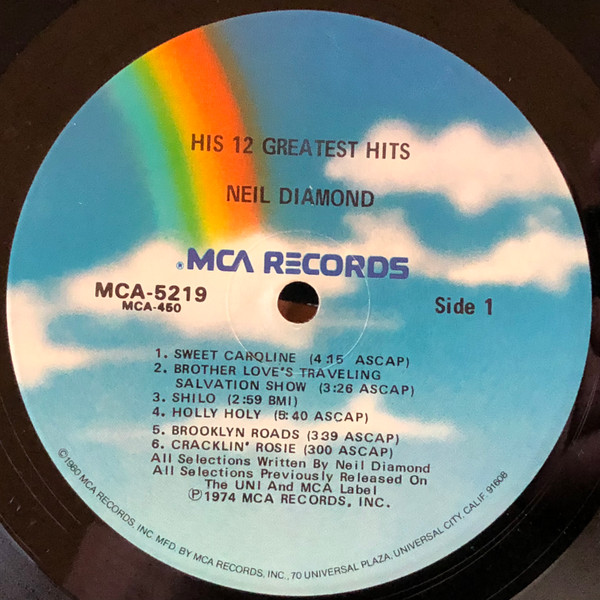 HIS 12 GREATEST HITS
NEIL DIAMOND
®MCA RECORDS
MCA-5219
MCA-450
Side 1
1. SWEET CAROLINE (4:15 ASCAP)
2. BROTHER LOVE'S TRAVELING
SALVATION SHOW (3:26 ASCAP)
3. SHILO (2:59 BMI)
4. HOLLY HOLY (5:40 ASCAP)
5. BROOKLYN ROADS (339 ASCAP)
6. CRACKLIN' ROSIE (300 ASCAP)
All Selections Written By Neil Diamond
All Selections Previously Released On
The UNI And MCA Label
℗1974 MCA RECORDS, INC.
©1980 MCA RECORDS, INC. MFD. BY MCA RECORDS, INC., 70 UNIVERSAL PLAZA, UNIVERSAL CITY, CALIF. 91608